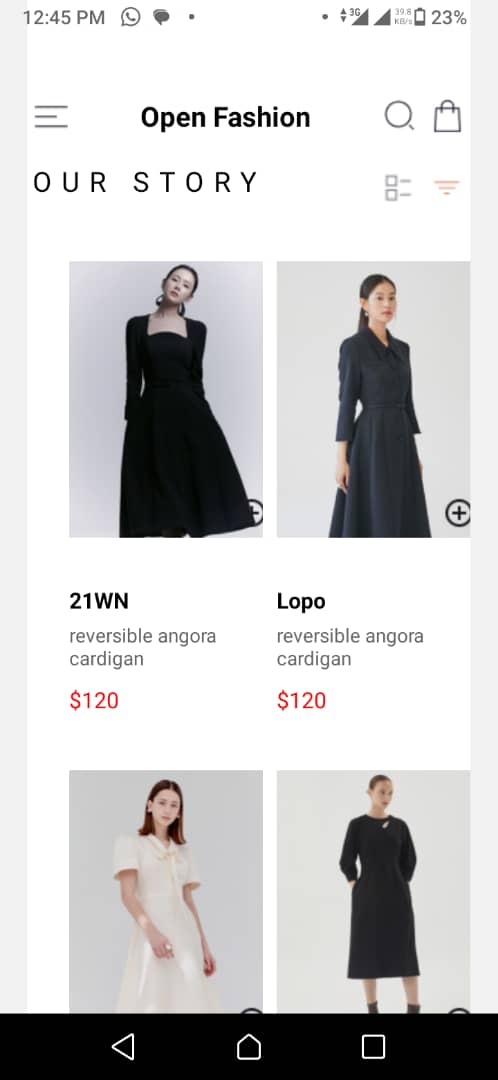 12:45 PM
3G 39.8 KB/s 23%
Open Fashion
OUR STORY
21WN
reversible angora
cardigan
$120
Lopo
reversible angora
cardigan
$120